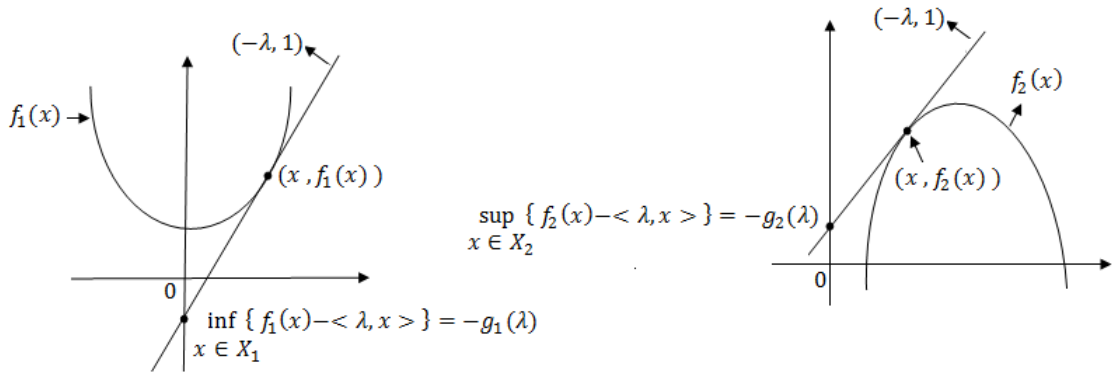 (−λ, 1)
f₁(x)
(x , f₁(x) )
0
inf { f₁(x)−< λ, x > } = −g₁(λ)
x ∈ X₁
(−λ, 1)
f₂(x)
(x , f₂(x) )
sup { f₂(x)−< λ, x > } = −g₂(λ)
x ∈ X₂
0